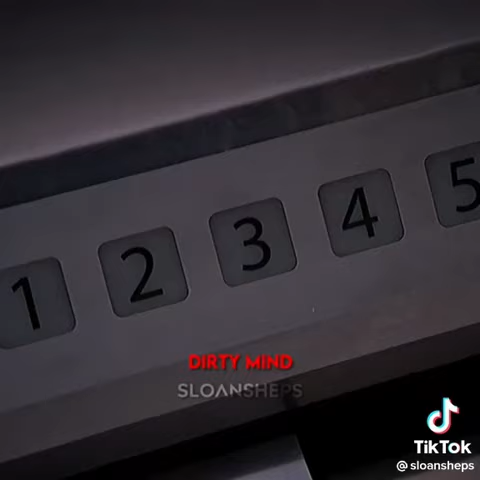 1 2 3 4 5
DIRTY MIND
SLOANSHEPS
TikTok
@sloansheps